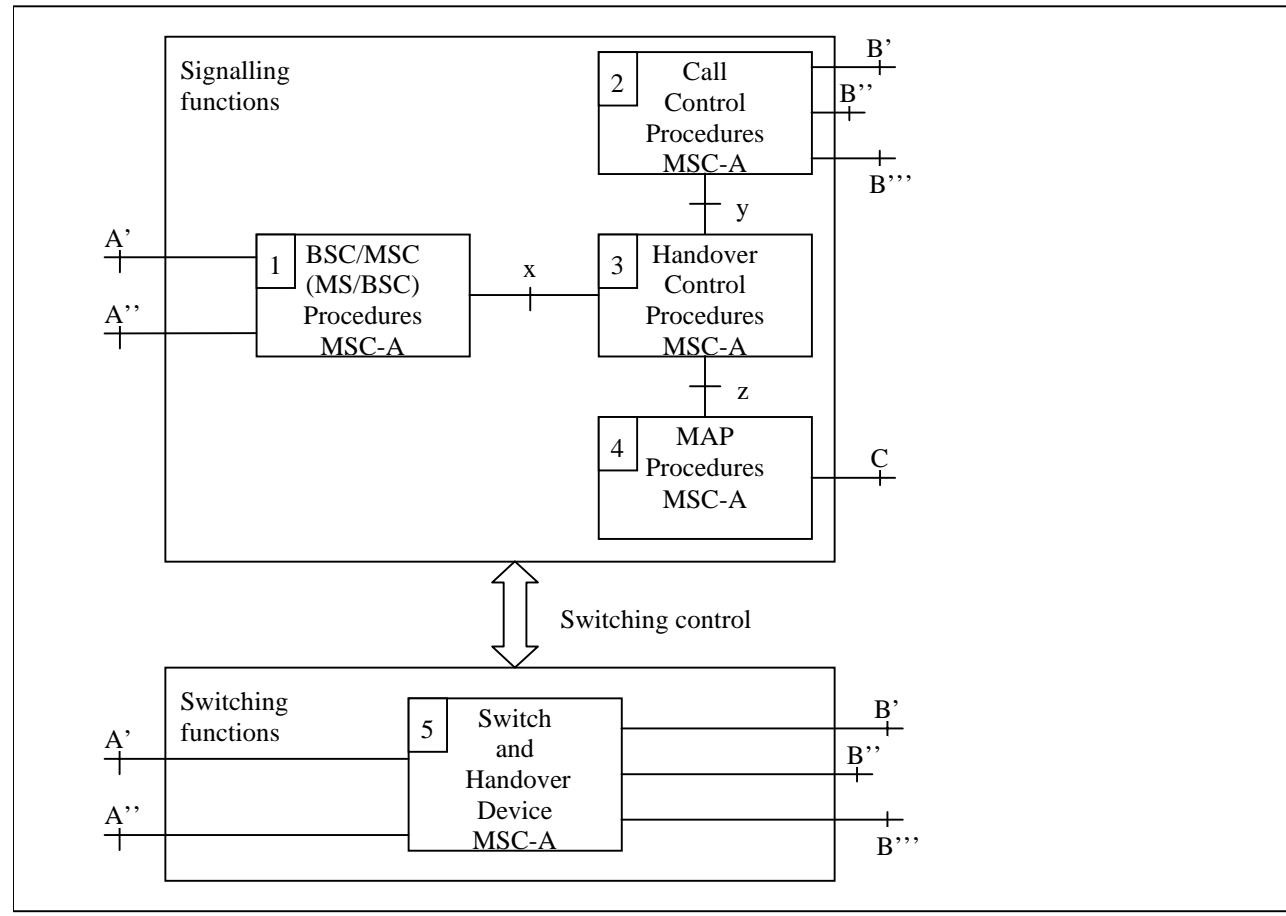 Signalling
functions
2
Call
Control
Procedures
MSC-A
B'
B’’
B’’’
y
A'
A’’
1
BSC/MSC
(MS/BSC)
Procedures
MSC-A
x
3
Handover
Control
Procedures
MSC-A
z
4
MAP
Procedures
MSC-A
C
Switching control
Switching
functions
5
Switch
and
Handover
Device
MSC-A
A’
A’’
B’
B’’
B’’’